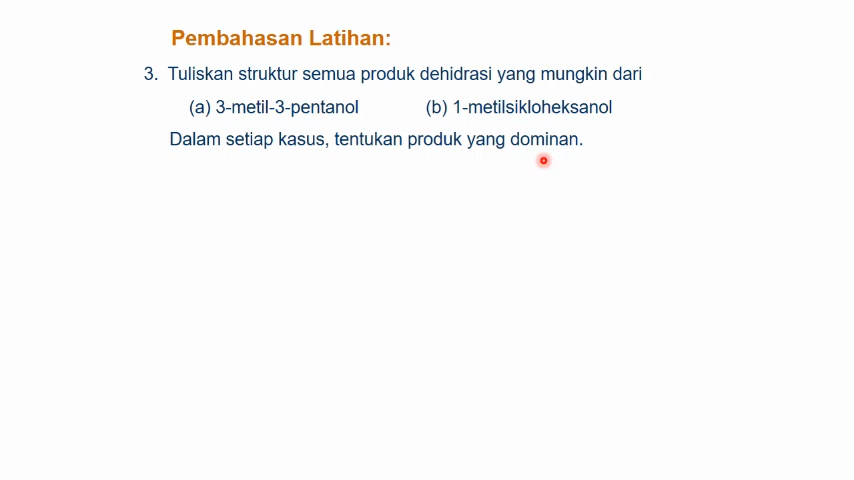 Pembahasan Latihan:
3. Tuliskan struktur semua produk dehidrasi yang mungkin dari
(a) 3-metil-3-pentanol (b) 1-metilsikloheksanol
Dalam setiap kasus, tentukan produk yang dominan.